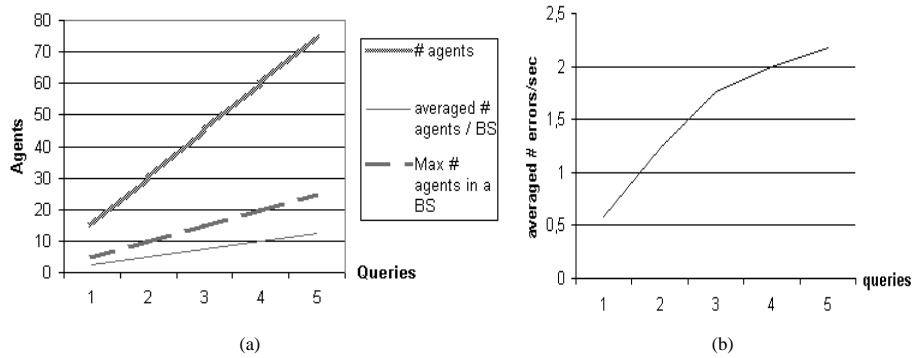 80
70
60
50
40
30
20
10
0
Agents
1 2 3 4 5
Queries
# agents
averaged #
agents / BS
Max #
agents in a
BS
(a)
2,5
2
1,5
1
0,5
0
averaged # errors/sec
1 2 3 4 5
queries
(b)